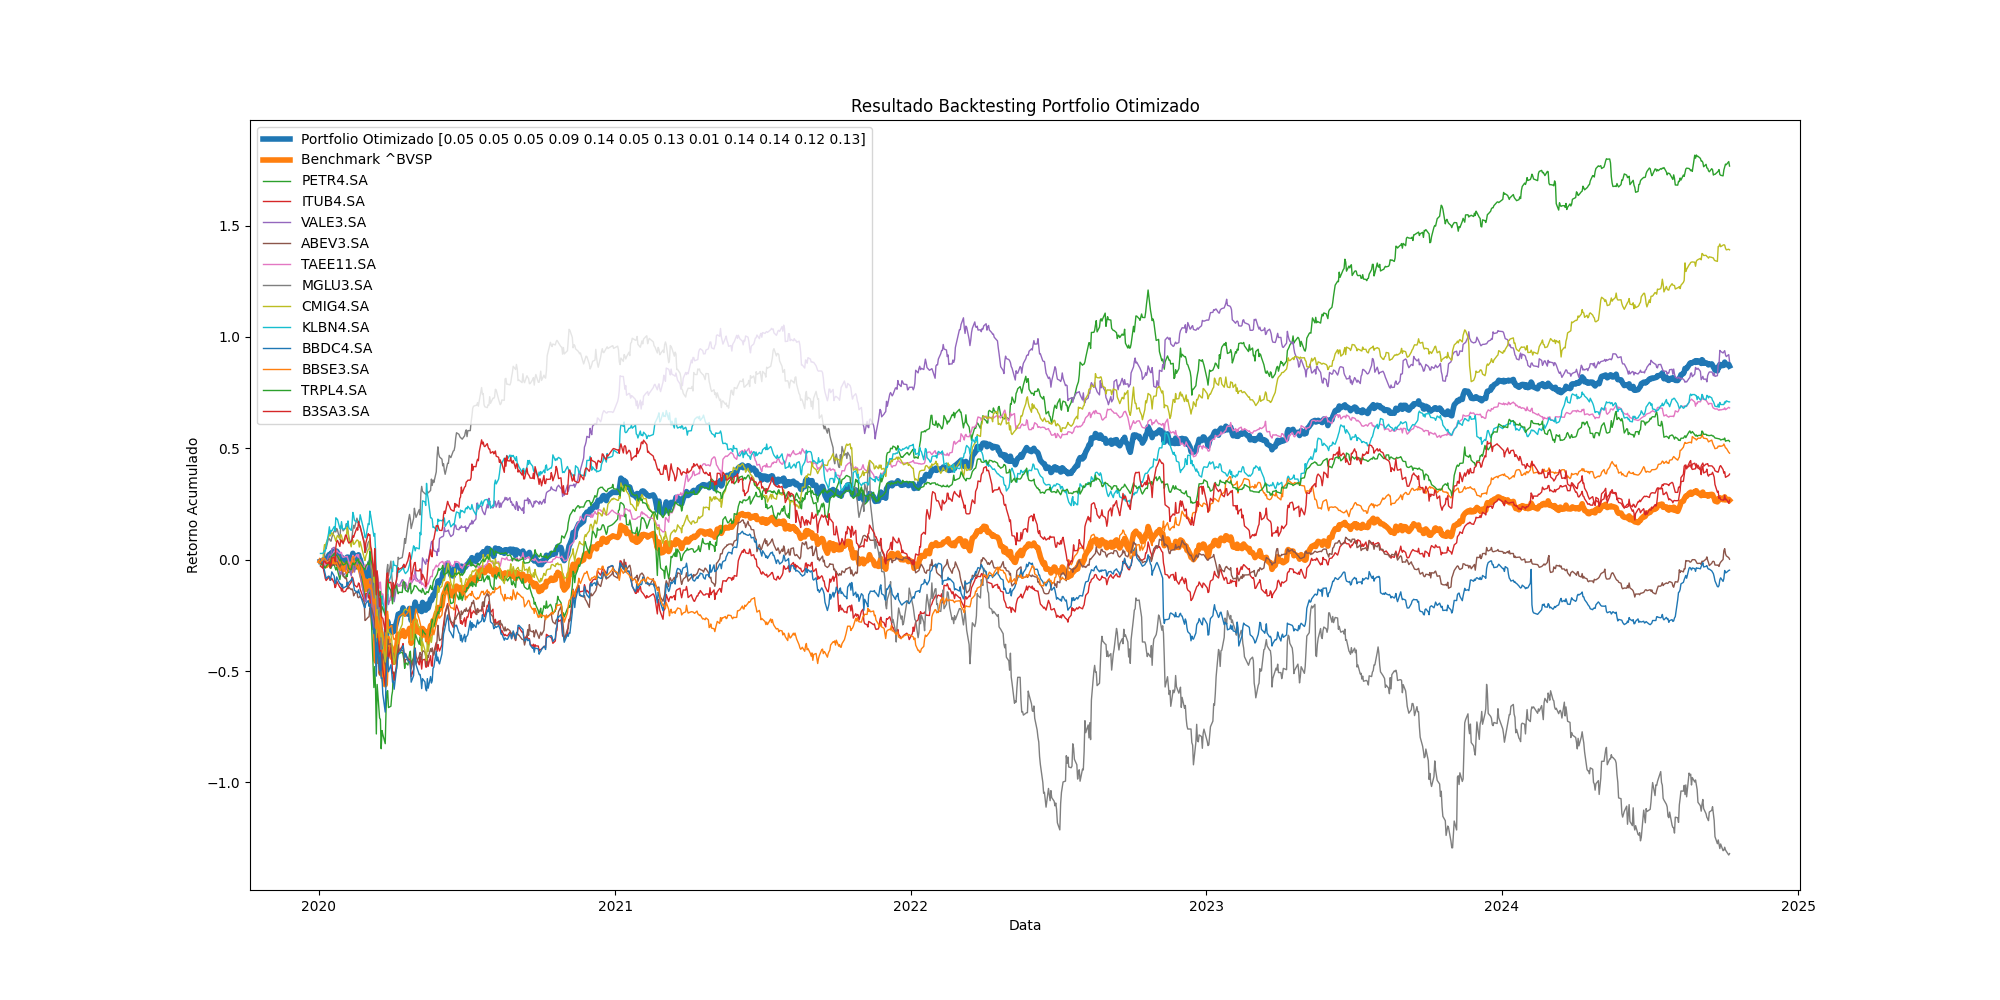 Resultado Backtesting Portfolio Otimizado
Portfolio Otimizado [0.05 0.05 0.05 0.09 0.14 0.05 0.13 0.01 0.14 0.14 0.12 0.13]
Benchmark ^BVSP
PETR4.SA
ITUB4.SA
VALE3.SA
ABEV3.SA
TAEE11.SA
MGLU3.SA
CMIG4.SA
KLBN4.SA
BBDC4.SA
BBSE3.SA
TRPL4.SA
B3SA3.SA
Retorno Acumulado
1.5
1.0
0.5
0.0
−0.5
−1.0
2020
2021
2022
2023
2024
2025
Data